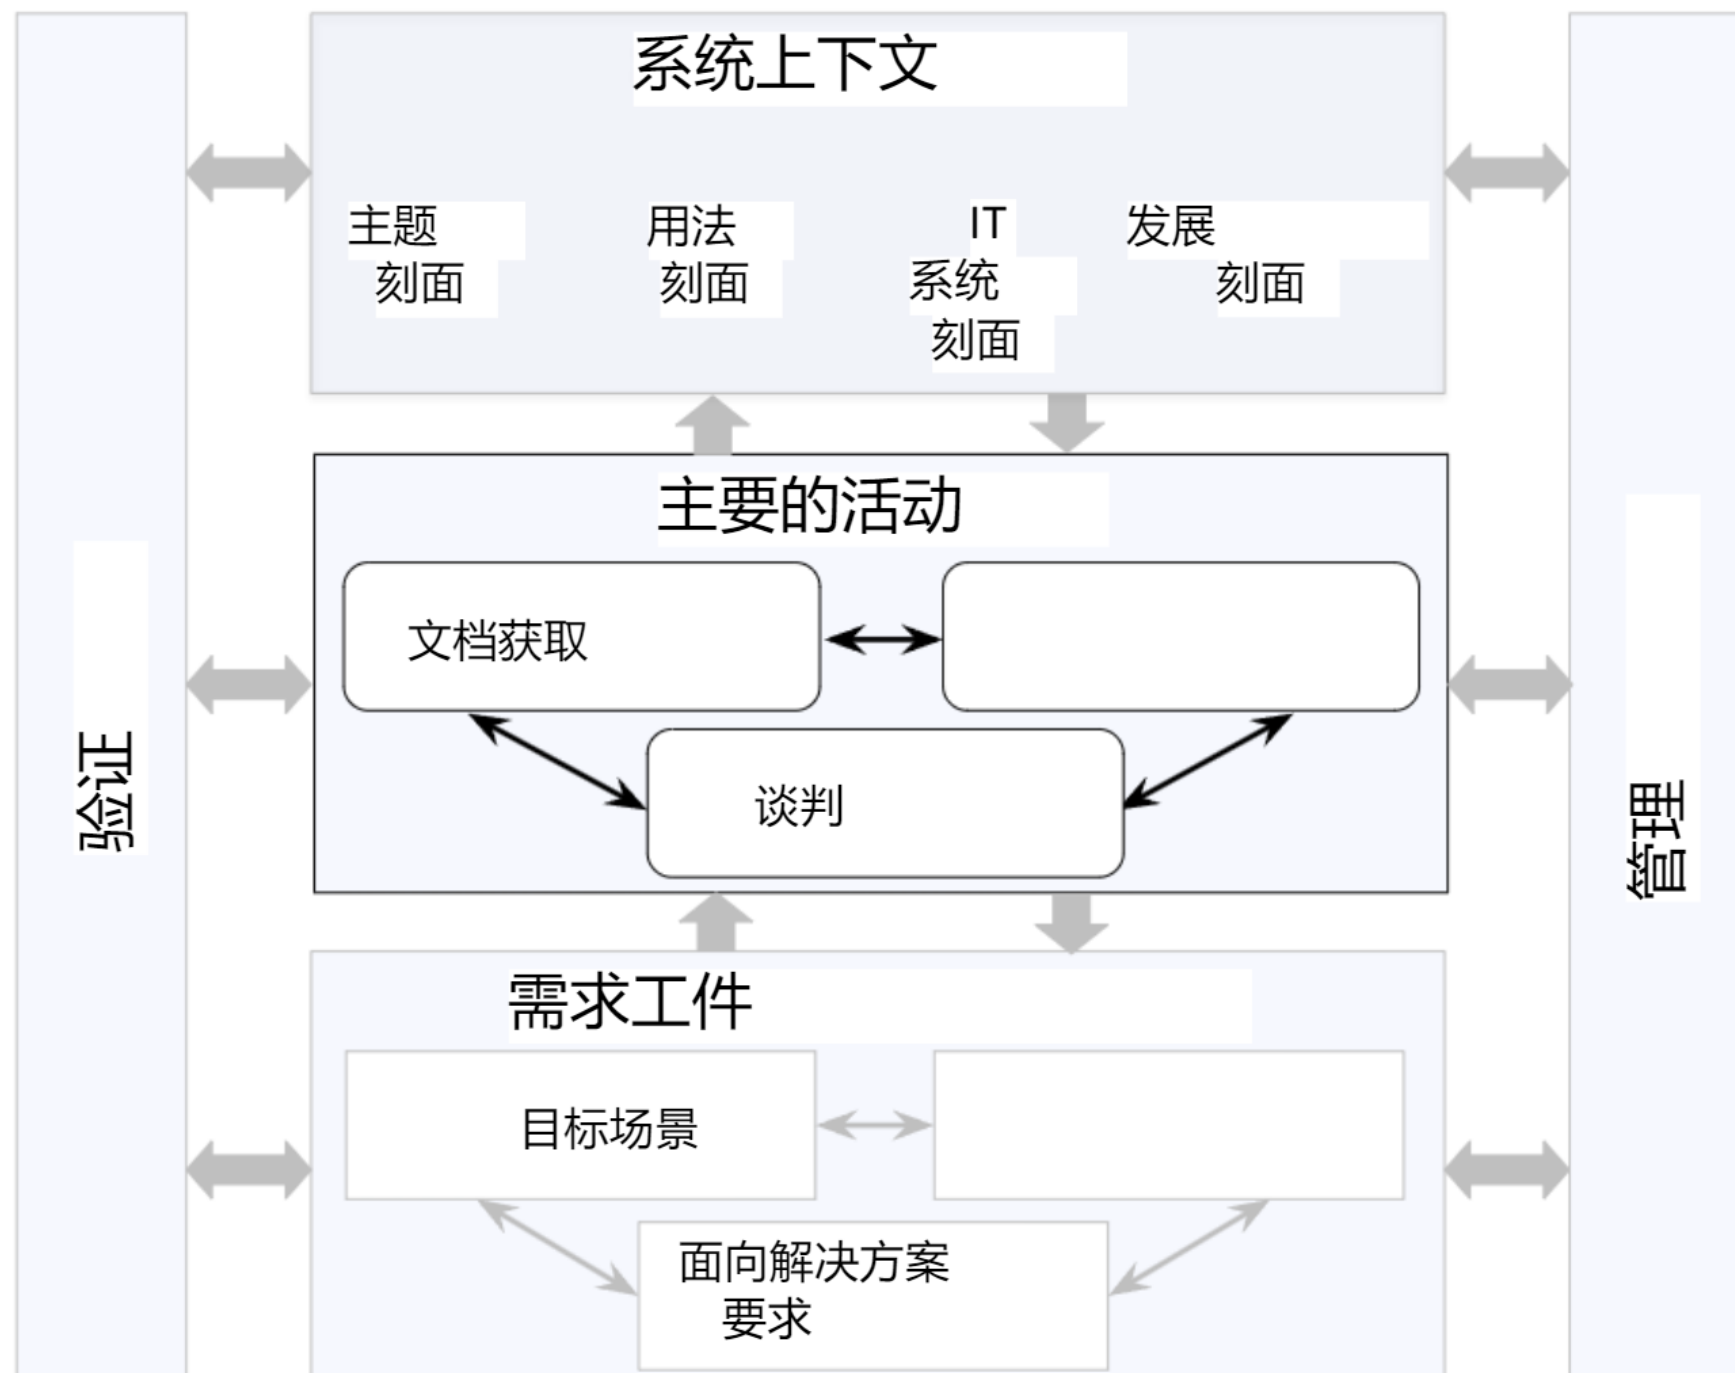 系统上下文
主题
刻面
用法
刻面
IT
系统
刻面
发展
刻面
主要的活动
文档获取
谈判
验证
管理
需求工件
目标场景
面向解决方案
要求